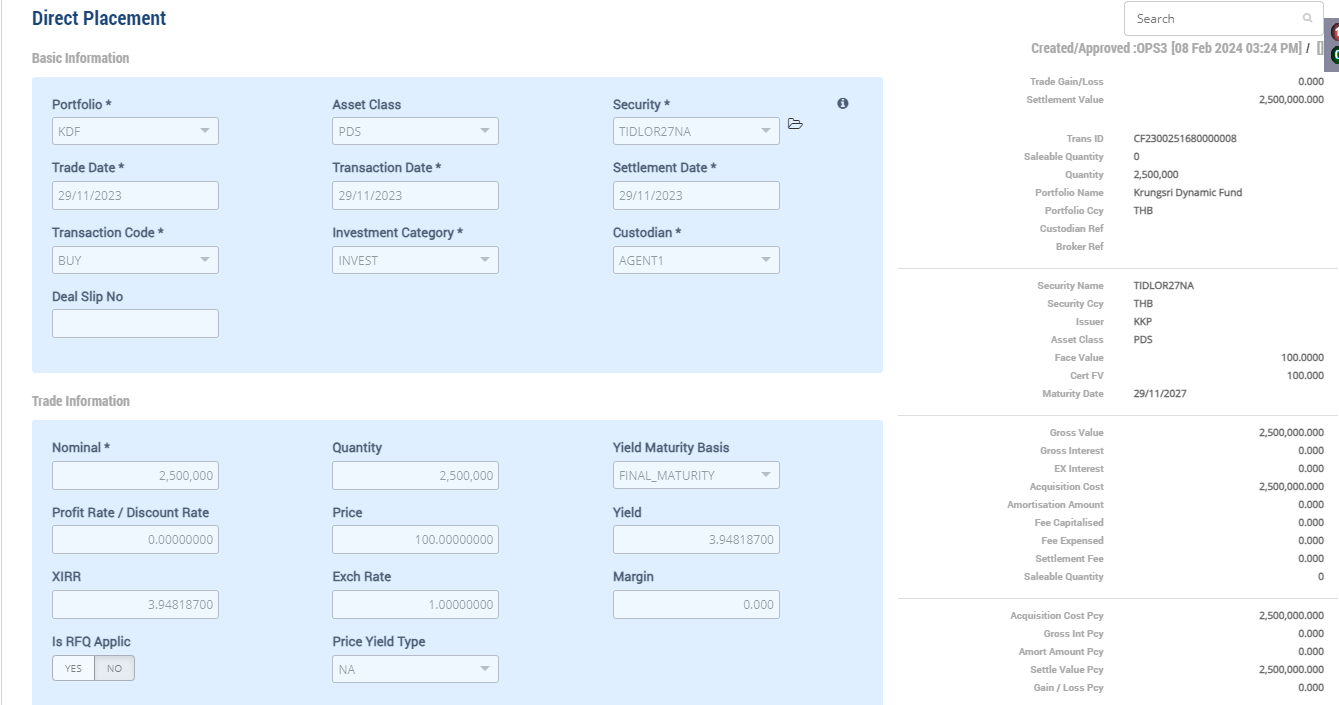 Direct Placement
Search
Created/Approved :OPS3 [08 Feb 2024 03:24 PM] / []
Basic Information
Portfolio * Asset Class Security *
KDF PDS TIDLOR27NA
Trade Date * Transaction Date * Settlement Date *
29/11/2023 29/11/2023 29/11/2023
Transaction Code * Investment Category * Custodian *
BUY INVEST AGENT1
Deal Slip No
Trade Information
Nominal * Quantity Yield Maturity Basis
2,500,000 2,500,000 FINAL_MATURITY
Profit Rate / Discount Rate Price Yield
0.00000000 100.00000000 3.94818700
XIRR Exch Rate Margin
3.94818700 1.00000000 0.000
Is RFQ Applic Price Yield Type
YES NO NA
Trade Gain/Loss 0.000
Settlement Value 2,500,000.000
Trans ID CF2300251680000008
Saleable Quantity 0
Quantity 2,500,000
Portfolio Name Krungsri Dynamic Fund
Portfolio Ccy THB
Custodian Ref
Broker Ref
Security Name TIDLOR27NA
Security Ccy THB
Issuer KKP
Asset Class PDS
Face Value 100.0000
Cert FV 100.000
Maturity Date 29/11/2027
Gross Value 2,500,000.000
Gross Interest 0.000
EX Interest 0.000
Acquisition Cost 2,500,000.000
Amortisation Amount 0.000
Fee Capitalised 0.000
Fee Expensed 0.000
Settlement Fee 0.000
Saleable Quantity 0
Acquisition Cost Pcy 2,500,000.000
Gross Int Pcy 0.000
Amort Amount Pcy 0.000
Settle Value Pcy 2,500,000.000
Gain / Loss Pcy 0.000